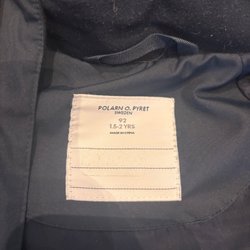 POLARN O. PYRET
SWEDEN
92
1.5-2 YRS
MADE IN CHINA